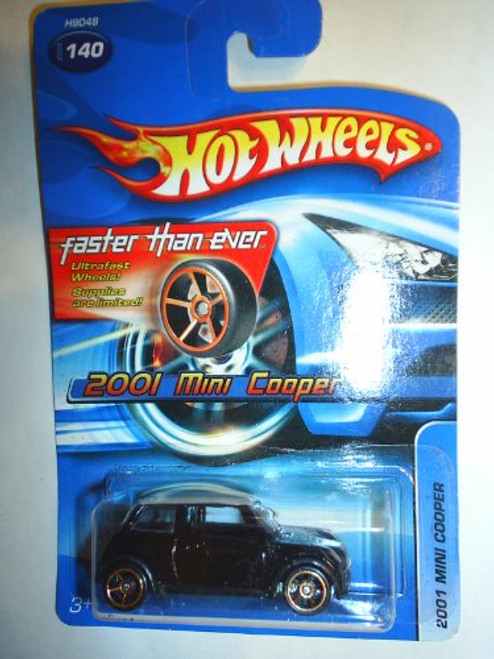 H9048
140
HOT WHEELS
faster than ever
Ultrafast
Wheels!
Supplies
are limited!
2001 Mini Cooper
2001 MINI COOPER
3+